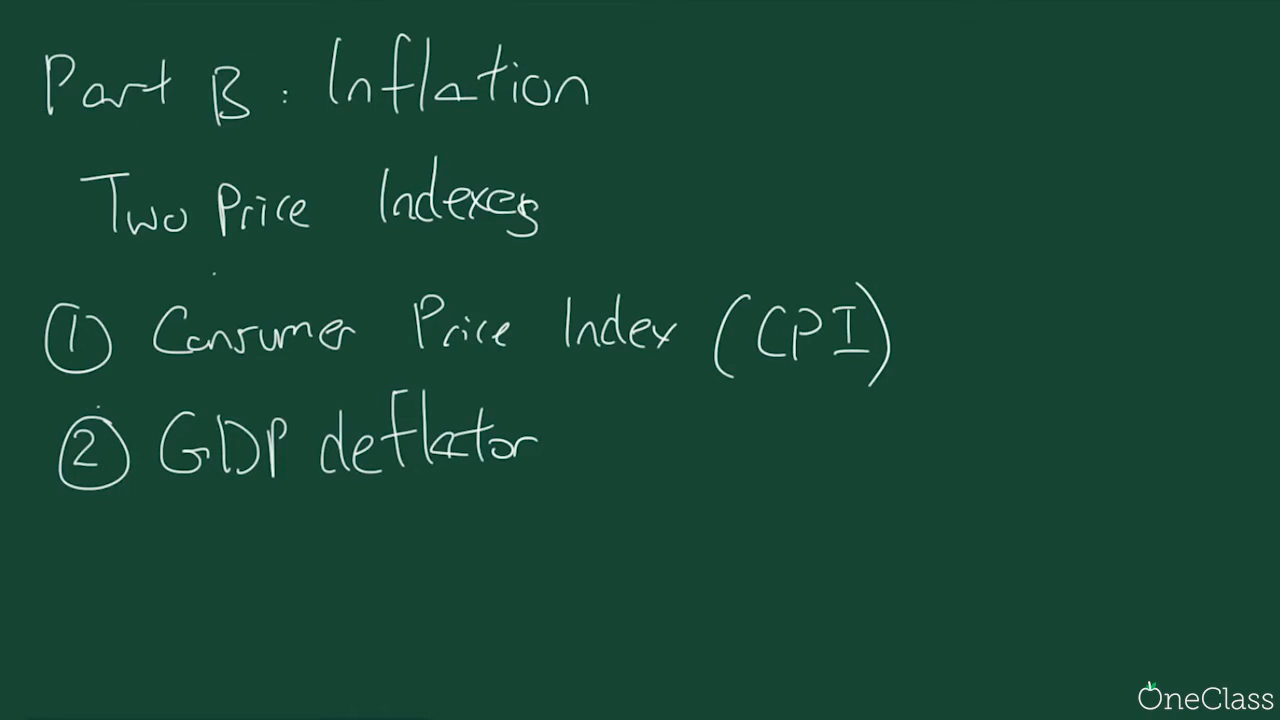 Part B : Inflation
Two Price Indexes
① Consumer Price Index (CPI)
② GDP deflator
OneClass